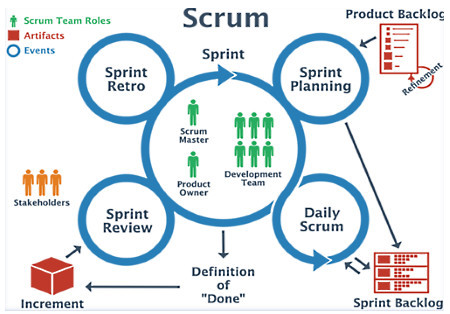 Scrum
Scrum Team Roles
Artifacts
Events
Product Backlog
Refinement
Sprint
Sprint
Retro
Sprint
Planning
Scrum
Master
Product
Owner
Development
Team
Stakeholders
Sprint
Review
Daily
Scrum
Definition
of
"Done"
Increment
Sprint Backlog